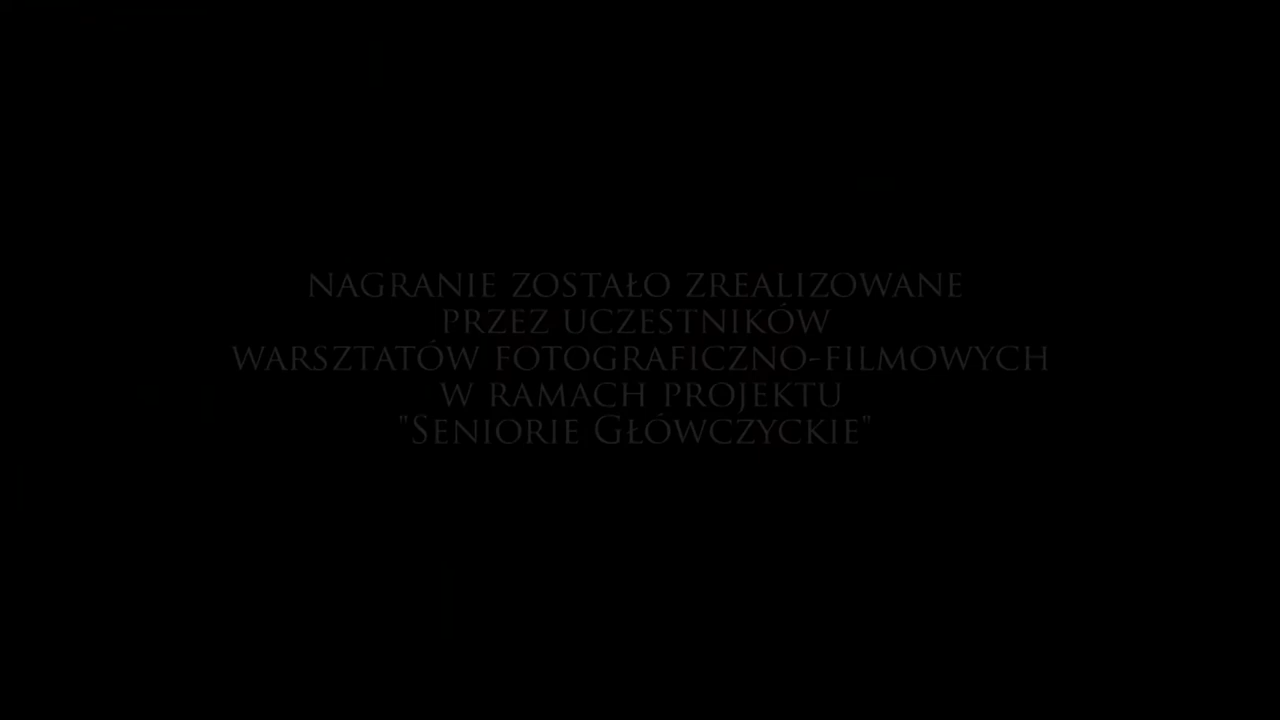 NAGRANIE ZOSTAŁO ZREALIZOWANE
PRZEZ UCZESTNIKÓW
WARSZTATÓW FOTOGRAFICZNO-FILMOWYCH
W RAMACH PROJEKTU
"SENIORIE GŁÓWCZYCKIE"